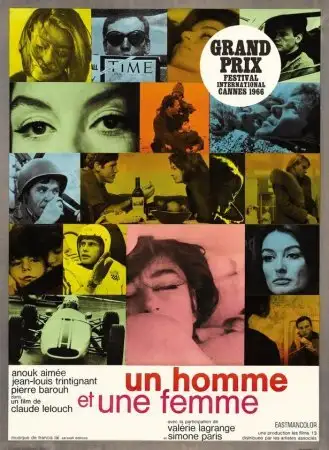 TIME
GRAND
PRIX
FESTIVAL
INTERNATIONAL
CANNES 1966
anouk aimée
jean-louis trintignant
pierre barouh
dans
un film de
claude lelouch
un homme
et une femme
avec la participation de
valérie lagrange
et
simone paris
EASTMANCOLOR
musique de francis lai
une production les films 13
distribuée par les artistes associés